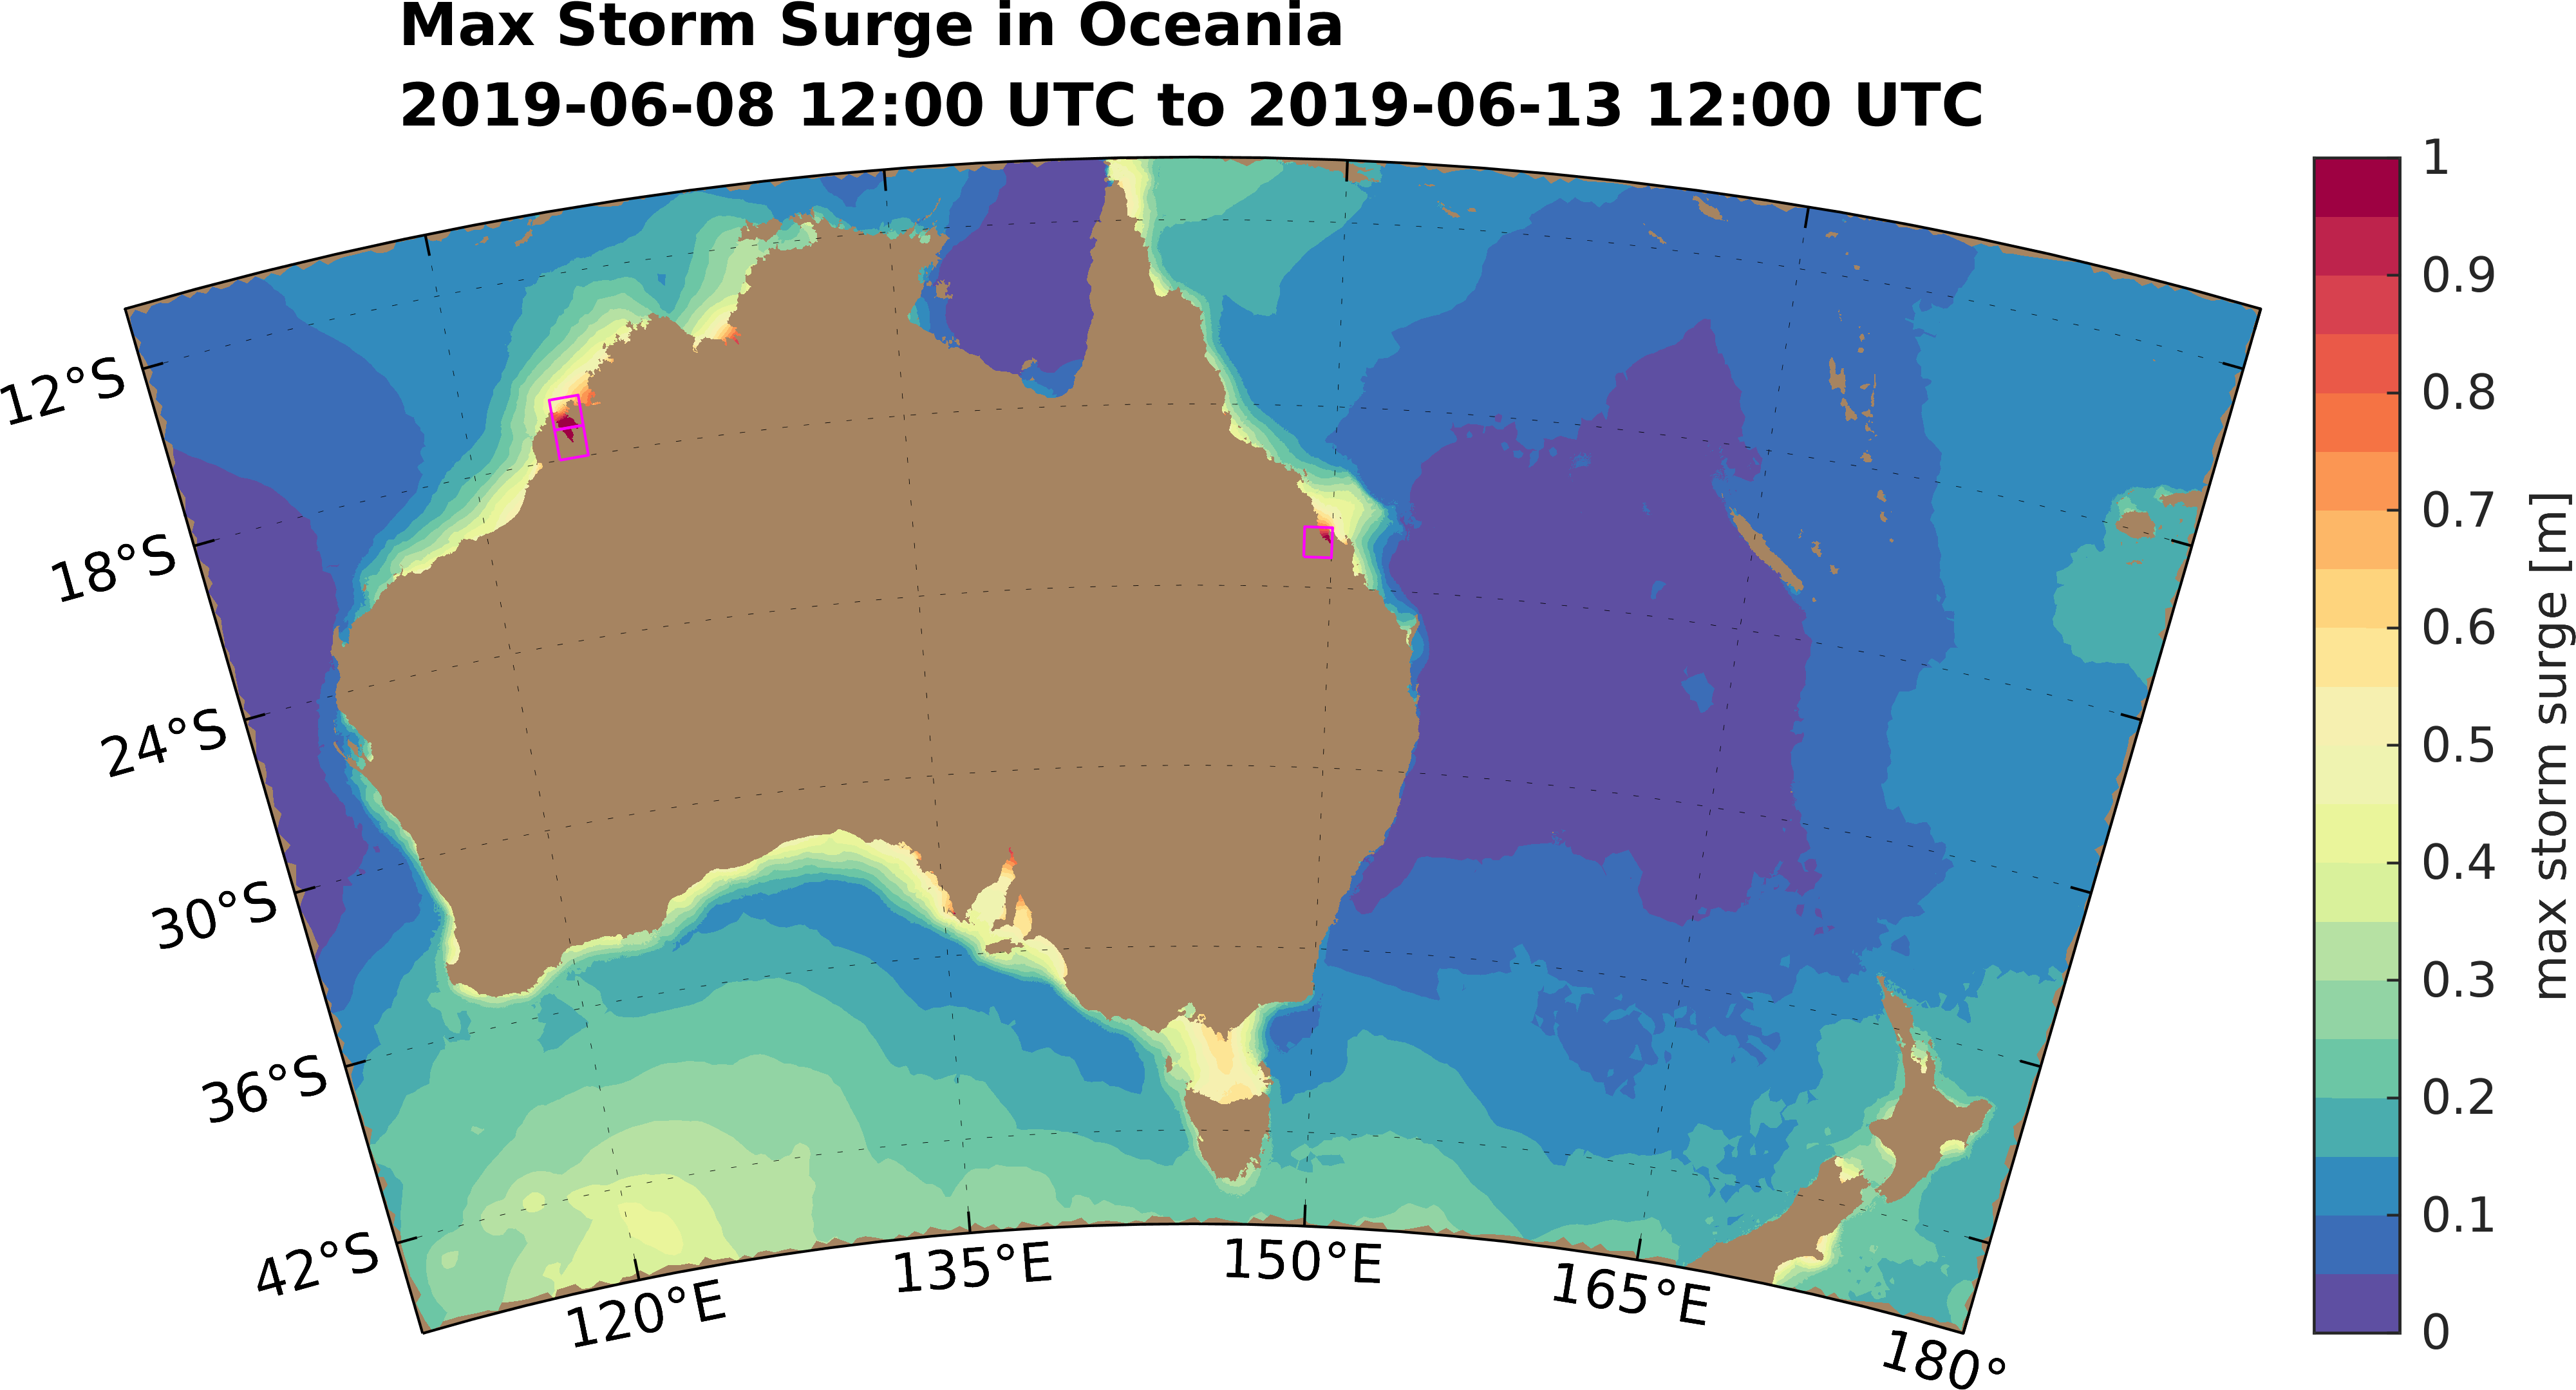 Max Storm Surge in Oceania
2019-06-08 12:00 UTC to 2019-06-13 12:00 UTC
12°S
18°S
24°S
30°S
36°S
42°S
120°E
135°E
150°E
165°E
180°
1
0.9
0.8
0.7
0.6
0.5
0.4
0.3
0.2
0.1
0
max storm surge [m]